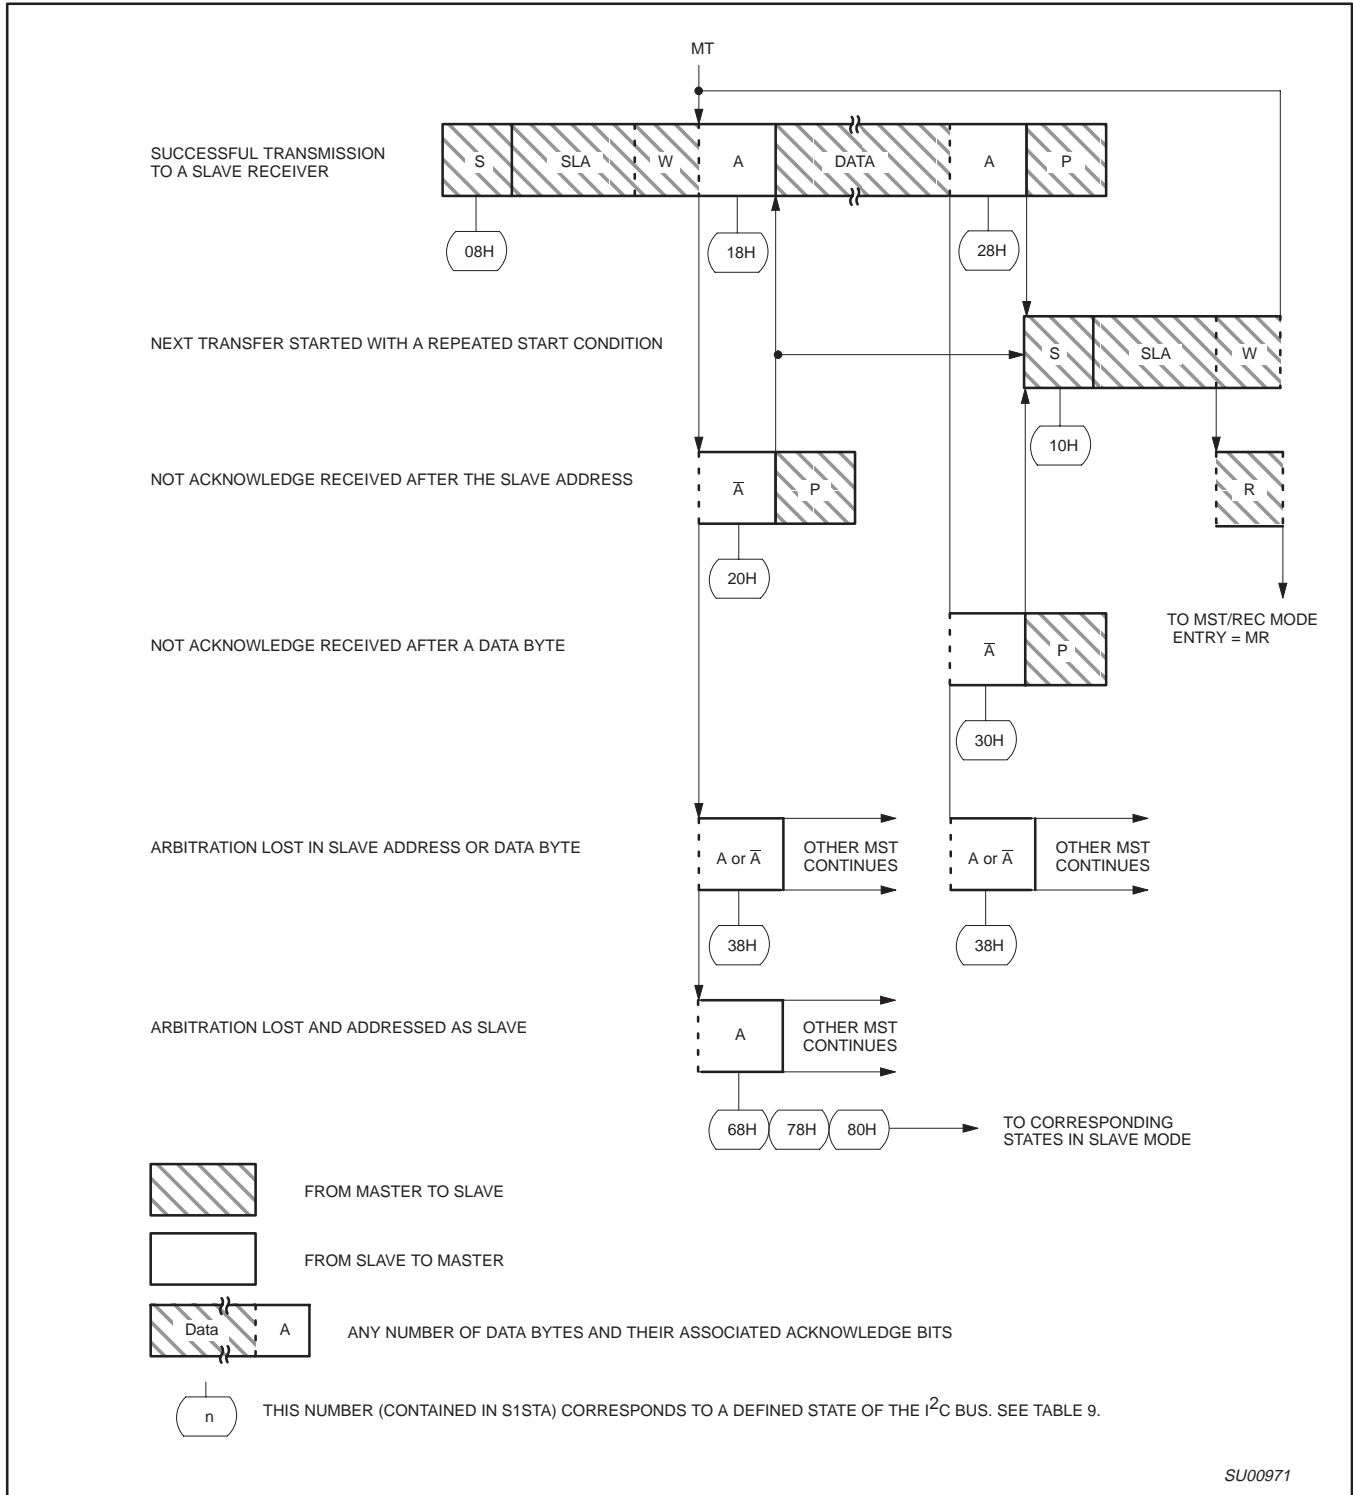 MT
SUCCESSFUL TRANSMISSION
TO A SLAVE RECEIVER
S SLA W A DATA A P
08H 18H 28H
NEXT TRANSFER STARTED WITH A REPEATED START CONDITION
S SLA W
10H
NOT ACKNOWLEDGE RECEIVED AFTER THE SLAVE ADDRESS
A̅ P
R
20H
TO MST/REC MODE
ENTRY = MR
NOT ACKNOWLEDGE RECEIVED AFTER A DATA BYTE
A̅ P
30H
ARBITRATION LOST IN SLAVE ADDRESS OR DATA BYTE
A or A̅
OTHER MST
CONTINUES
A or A̅
OTHER MST
CONTINUES
38H 38H
ARBITRATION LOST AND ADDRESSED AS SLAVE
A
OTHER MST
CONTINUES
68H 78H 80H
TO CORRESPONDING
STATES IN SLAVE MODE
FROM MASTER TO SLAVE
FROM SLAVE TO MASTER
Data A
ANY NUMBER OF DATA BYTES AND THEIR ASSOCIATED ACKNOWLEDGE BITS
n
THIS NUMBER (CONTAINED IN S1STA) CORRESPONDS TO A DEFINED STATE OF THE I²C BUS. SEE TABLE 9.
SU00971